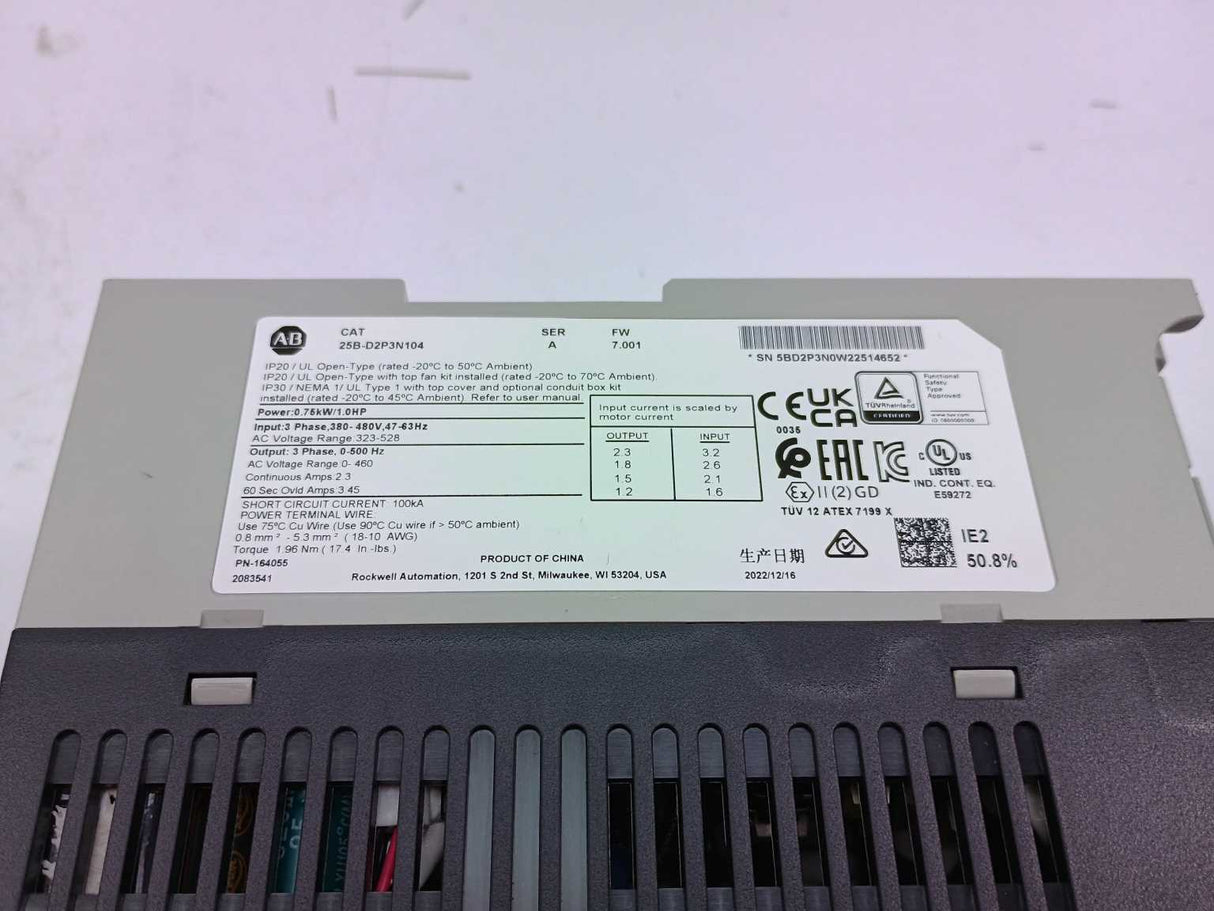 AB
CAT SER FW
25B-D2P3N104 A 7.001
* SN 5BD2P3N0W22514652 *
IP20 / UL Open-Type (rated -20°C to 50°C Ambient)
IP20 / UL Open-Type with top fan kit installed (rated -20°C to 70°C Ambient).
IP30 / NEMA 1/ UL Type 1 with top cover and optional conduit box kit
installed (rated -20°C to 45°C Ambient). Refer to user manual
Power:0.75kW/1.0HP
Input:3 Phase,380- 480V,47-63Hz
AC Voltage Range 323-528
Output: 3 Phase, 0-500 Hz
AC Voltage Range 0- 460
Continuous Amps 2.3
60 Sec Ovld Amps 3.45
SHORT CIRCUIT CURRENT 100kA
POWER TERMINAL WIRE
Use 75°C Cu Wire (Use 90°C Cu wire if > 50°C ambient)
0.8 mm² - 5.3 mm² ( 18-10 AWG)
Torque 1.96 Nm ( 17.4 In -lbs.)
PN-164055
2083541
PRODUCT OF CHINA
Rockwell Automation, 1201 S 2nd St, Milwaukee, WI 53204, USA
Input current is scaled by
motor current
OUTPUT INPUT
2.3 3.2
1.8 2.6
1.5 2.1
1.2 1.6
CE
0035
UK
CA
TÜVRheinland
CERTIFIED
Functional
Safety
Type
Approved
www.tuv.com
EAC
C UL US
LISTED
IND. CONT. EQ.
E59272
Ex II (2) GD
TÜV 12 ATEX 7199 X
生产日期
2022/12/16
IE2
50.8%